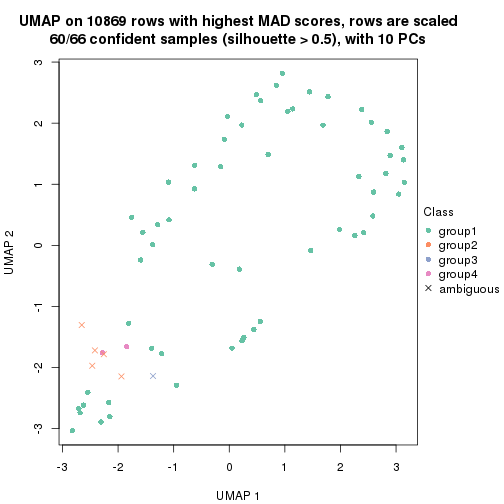 UMAP on 10869 rows with highest MAD scores, rows are scaled
60/66 confident samples (silhouette > 0.5), with 10 PCs
3
2
1
0
-1
-2
-3
UMAP 2
-3 -2 -1 0 1 2 3
UMAP 1
Class
group1
group2
group3
group4
ambiguous